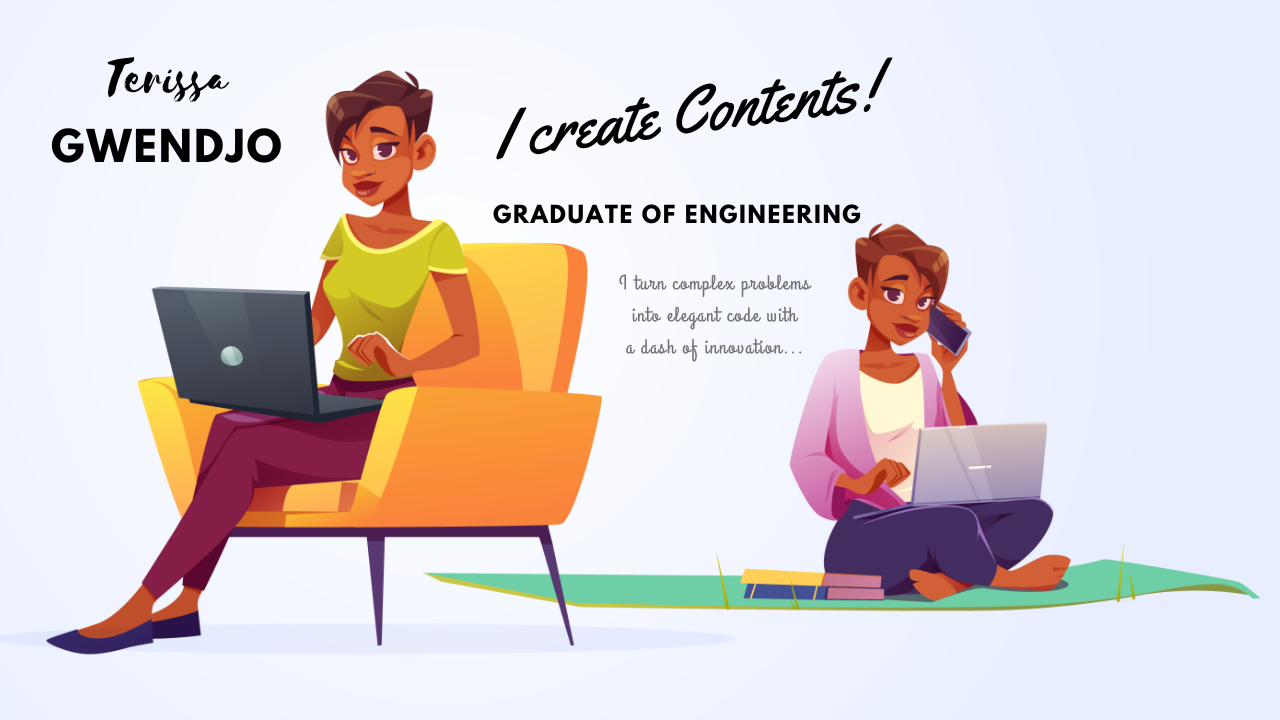 Terissa
GWENDJO
I create Contents!
GRADUATE OF ENGINEERING
I turn complex problems
into elegant code with
a dash of innovation...